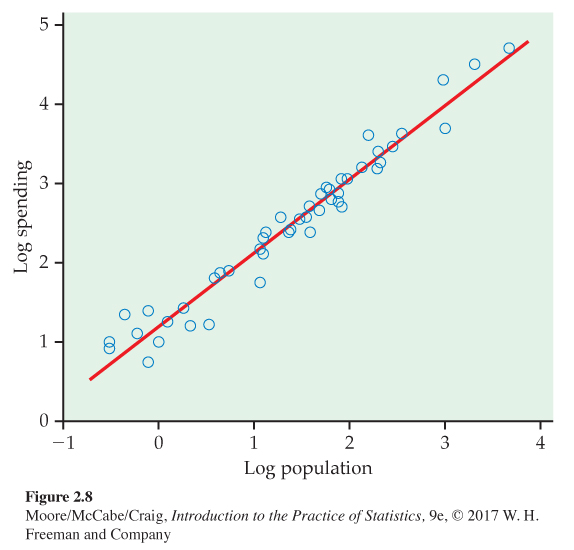 5
4
3
2
1
0
Log spending
−1 0 1 2 3 4
Log population
Figure 2.8
Moore/McCabe/Craig, Introduction to the Practice of Statistics, 9e, © 2017 W. H.
Freeman and Company